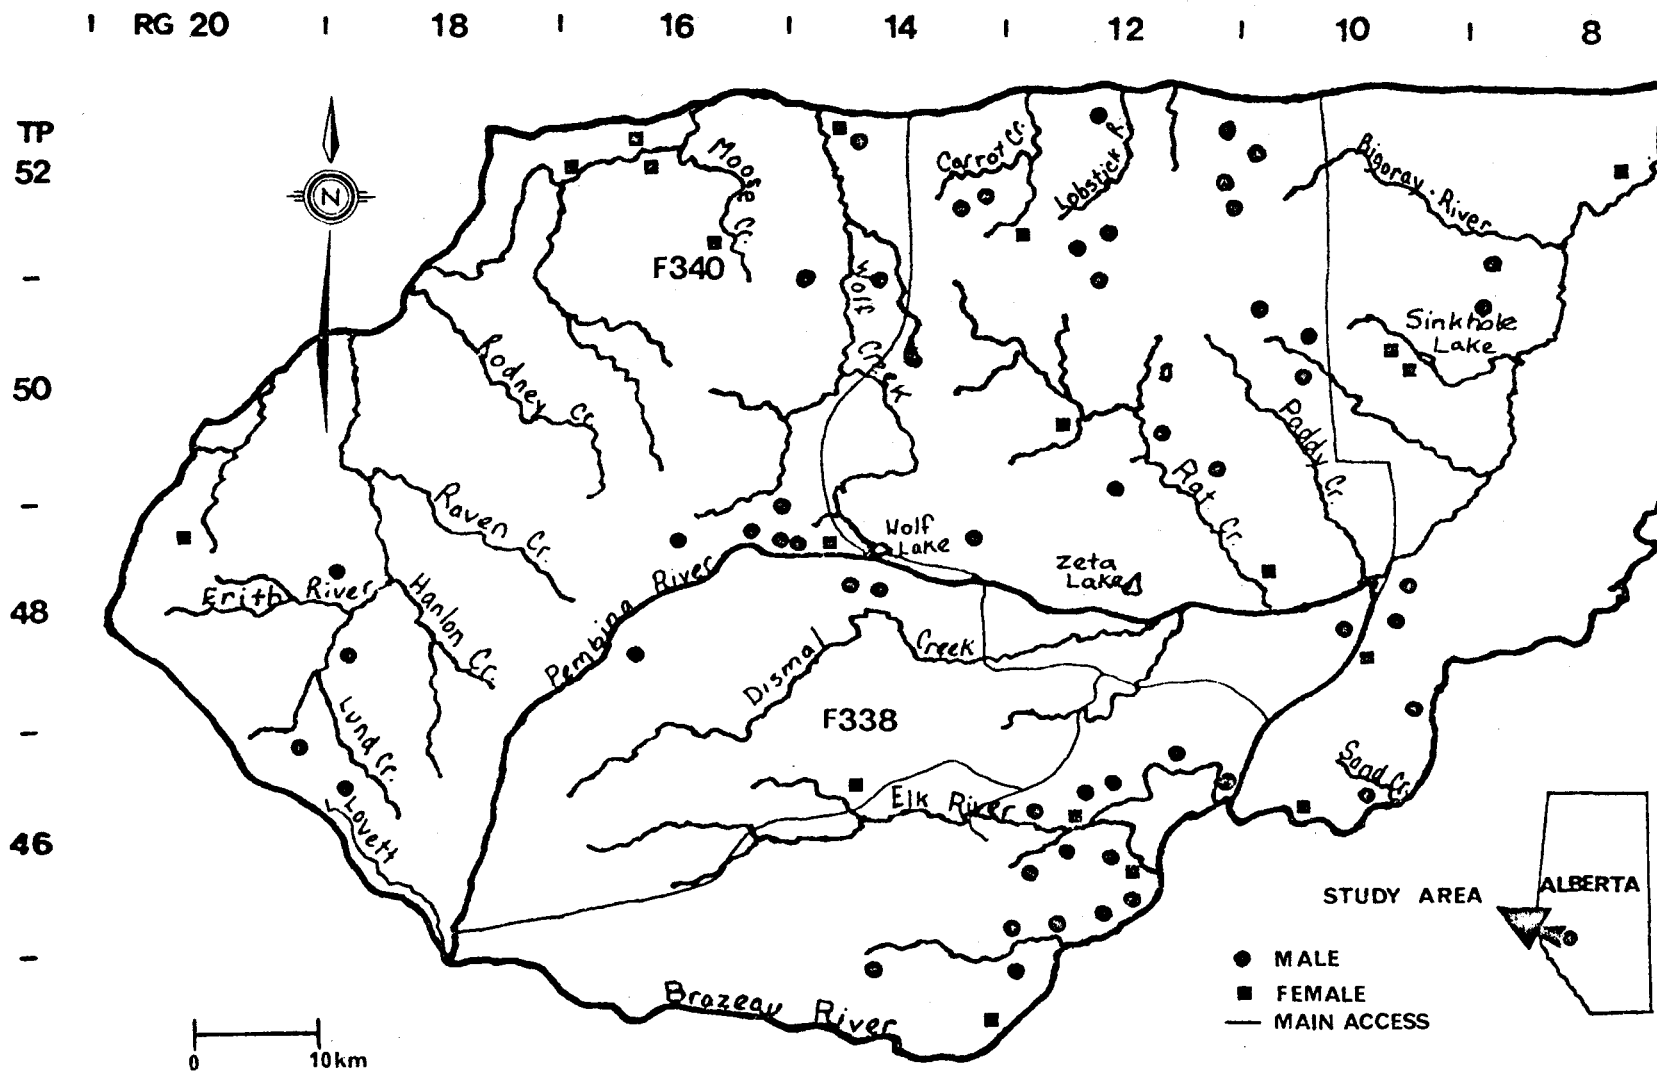 RG 20 18 16 14 12 10 8
TP
52
50
48
46
N
Moose Cr.
F340
Carrot Cr.
Lobstick R.
Bigoray River
Wolf Creek
Sinkhole
Lake
Rodney Cr.
Paddy Cr.
Rat Cr.
Raven Cr.
Wolf
Lake
Zeta
Lake
Erith River
Hanlon Cr.
Pembina River
Dismal Creek
F338
Lund Cr.
Lovett
Elk River
Sand Cr.
Brazeau River
STUDY AREA
ALBERTA
MALE
FEMALE
MAIN ACCESS
0 10km